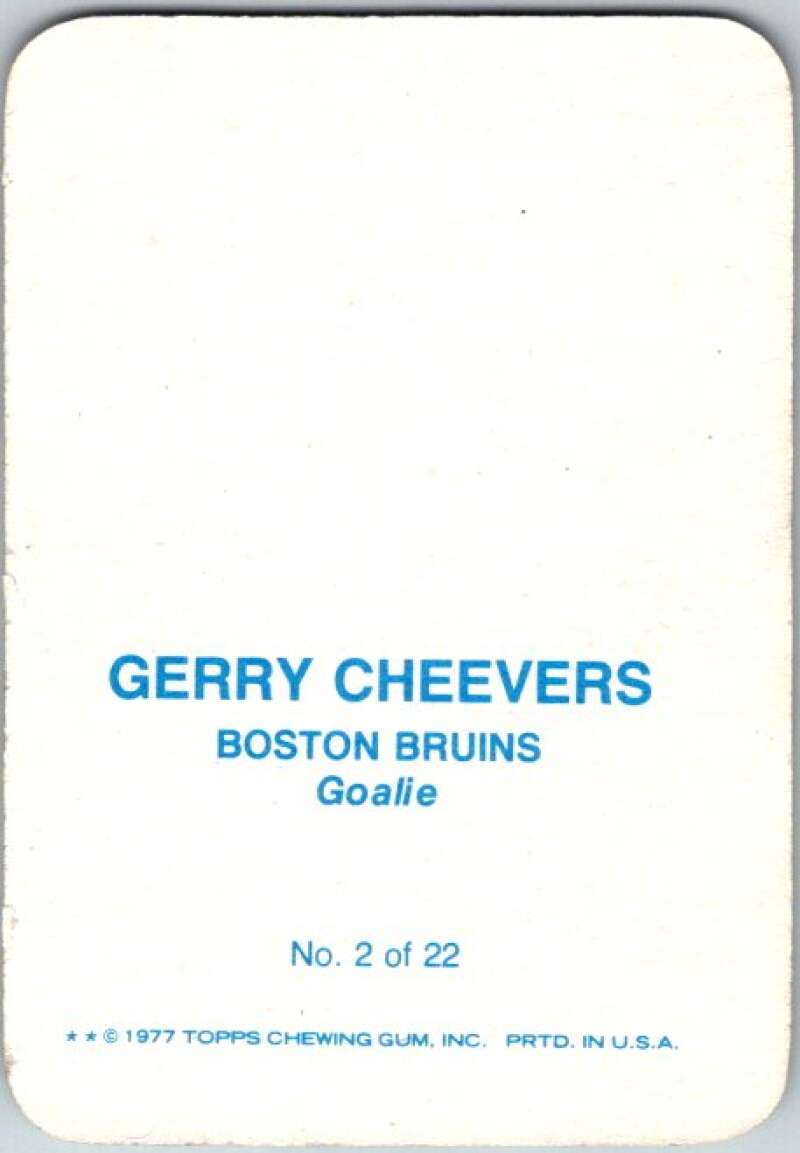 GERRY CHEEVERS
BOSTON BRUINS
Goalie
No. 2 of 22
* * © 1977 TOPPS CHEWING GUM, INC. PRTD. IN U.S.A.